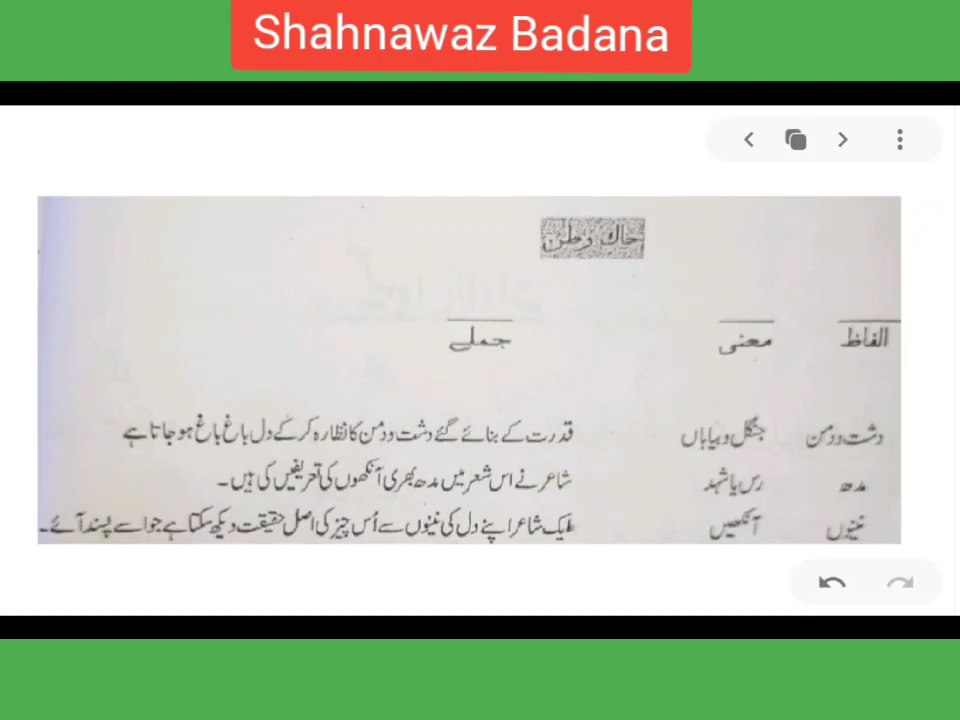 Shahnawaz Badana
خاک وطن
الفاظ معنی جملے
دشت و دمن جنگل و بیاباں قدرت کے بنائے گئے دشت و دمن کا نظارہ کر کے دل باغ باغ ہو جاتا ہے
مدھ رس یا شہد شاعر نے اس شعر میں مدھ بھری آنکھوں کی تعریفیں کی ہیں۔
نینوں آنکھیں ایک شاعر اپنے دل کی نینوں سے اُس چیز کی اصل حقیقت دیکھ سکتا ہے جو اسے پسند آئے۔